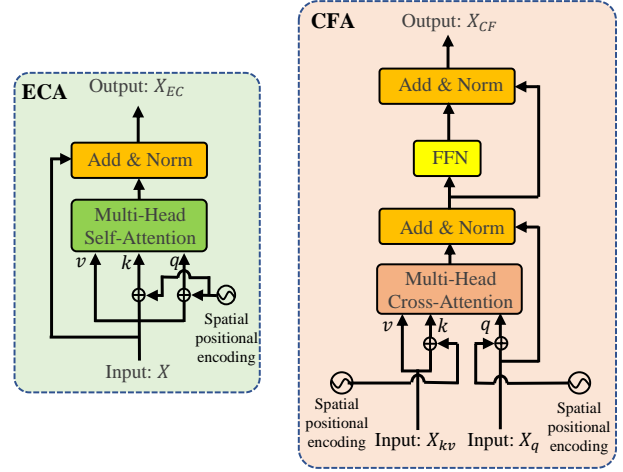 ECA
Output: X_EC
Add & Norm
Multi-Head
Self-Attention
v k q
Spatial
positional
encoding
Input: X
CFA
Output: X_CF
Add & Norm
FFN
Add & Norm
Multi-Head
Cross-Attention
v k q
Spatial
positional
encoding
Input: X_kv
Input: X_q
Spatial
positional
encoding